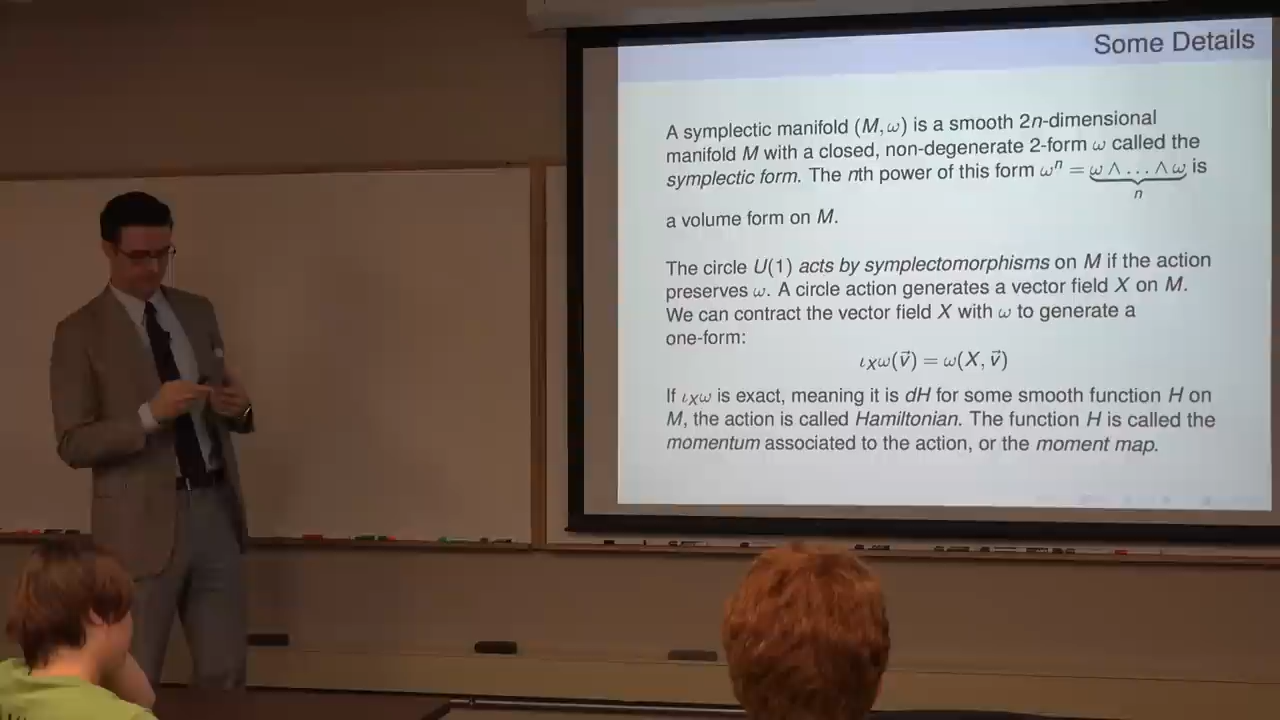 Some Details
A symplectic manifold (M, ω) is a smooth 2n-dimensional
manifold M with a closed, non-degenerate 2-form ω called the
symplectic form. The nth power of this form ωⁿ = ω ∧ . . . ∧ ω is
n
a volume form on M.
The circle U(1) acts by symplectomorphisms on M if the action
preserves ω. A circle action generates a vector field X on M.
We can contract the vector field X with ω to generate a
one-form:
ι_Xω(v⃗) = ω(X, v⃗)
If ι_Xω is exact, meaning it is dH for some smooth function H on
M, the action is called Hamiltonian. The function H is called the
momentum associated to the action, or the moment map.